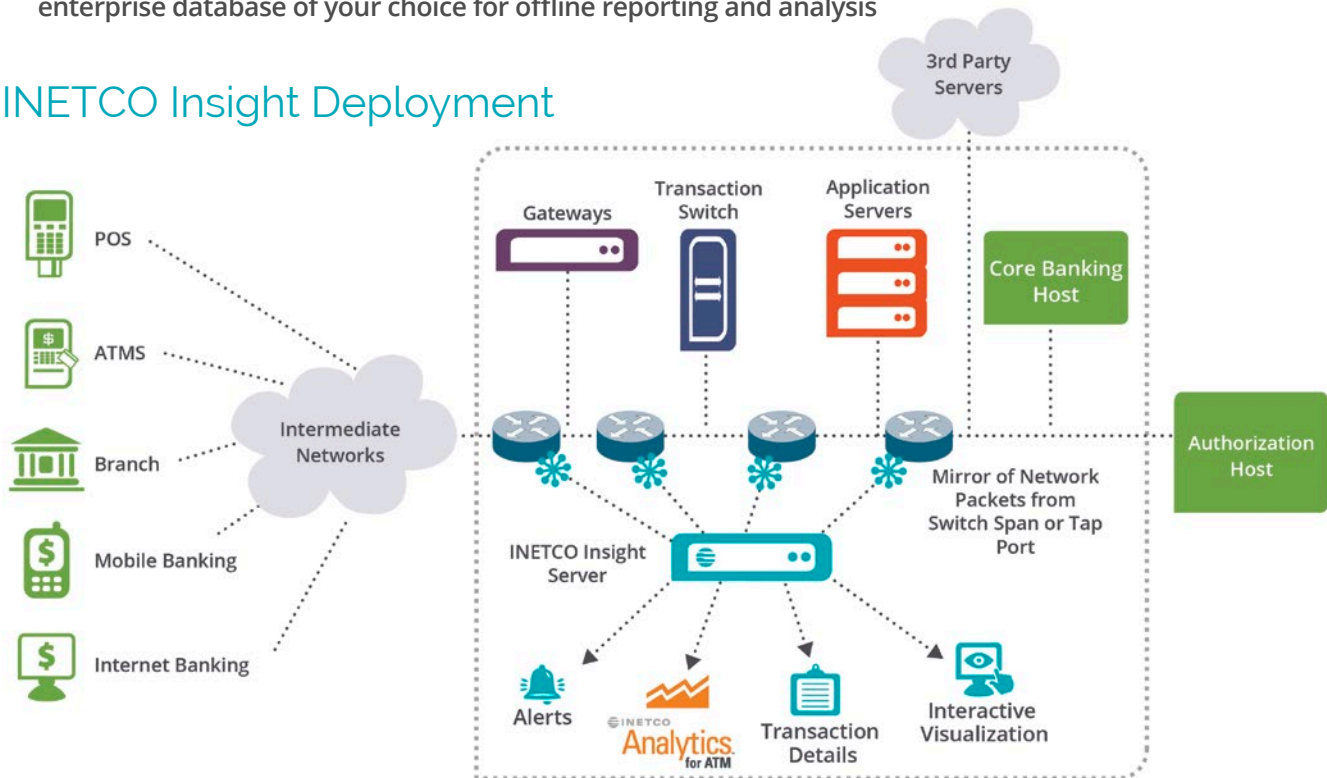 enterprise database of your choice for offline reporting and analysis
INETCO Insight Deployment
3rd Party
Servers
POS
ATMS
Branch
Mobile Banking
Internet Banking
Intermediate
Networks
Gateways
Transaction
Switch
Application
Servers
Core Banking
Host
Authorization
Host
Mirror of Network
Packets from
Switch Span or Tap
Port
INETCO Insight
Server
Alerts
INETCO
Analytics
for ATM
Transaction
Details
Interactive
Visualization